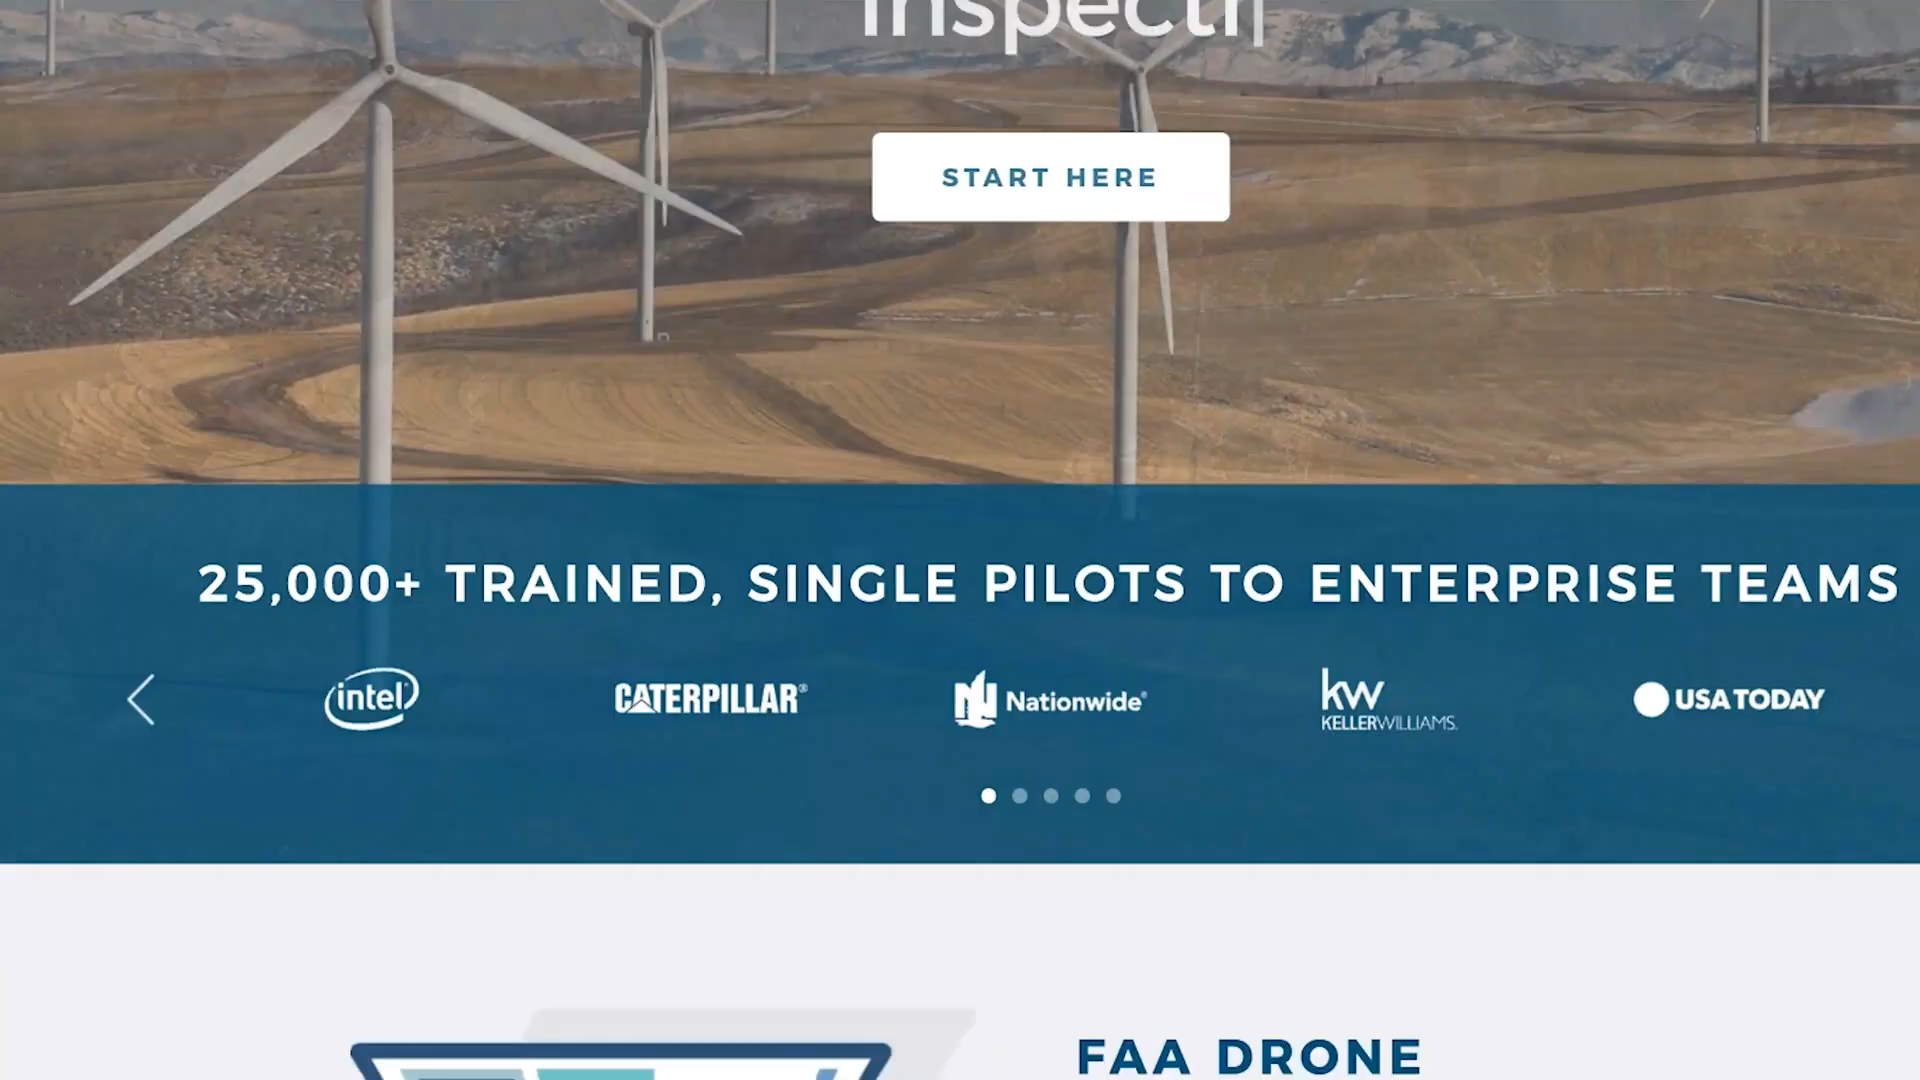 inspecti
START HERE
25,000+ TRAINED, SINGLE PILOTS TO ENTERPRISE TEAMS
intel
CATERPILLAR®
Nationwide®
kw
KELLERWILLIAMS.
USA TODAY
FAA DRONE